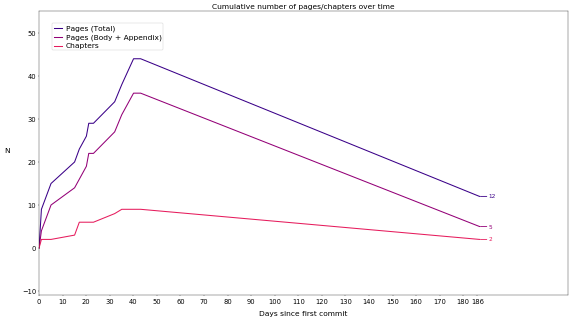 Cumulative number of pages/chapters over time
Pages (Total)
Pages (Body + Appendix)
Chapters
50
40
30
20
10
0
−10
N
12
5
2
0 10 20 30 40 50 60 70 80 90 100 110 120 130 140 150 160 170 180 186
Days since first commit